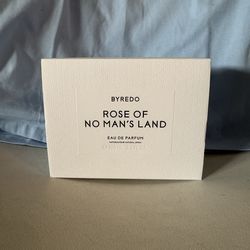 BYREDO
ROSE OF
NO MAN'S LAND
EAU DE PARFUM